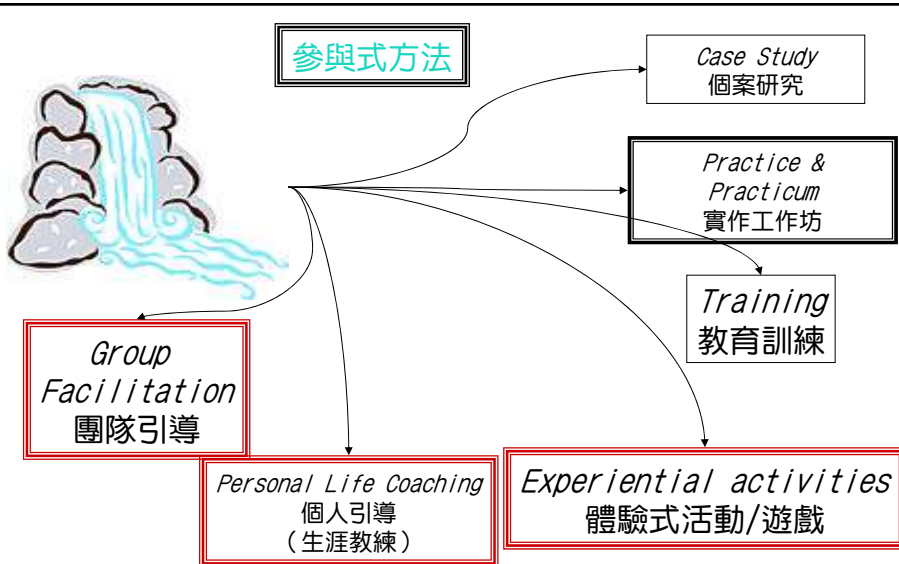 參與式方法
Case Study
個案研究
Practice &
Practicum
實作工作坊
Training
教育訓練
Group
Facilitation
團隊引導
Personal Life Coaching
個人引導
（生涯教練）
Experiential activities
體驗式活動/遊戲